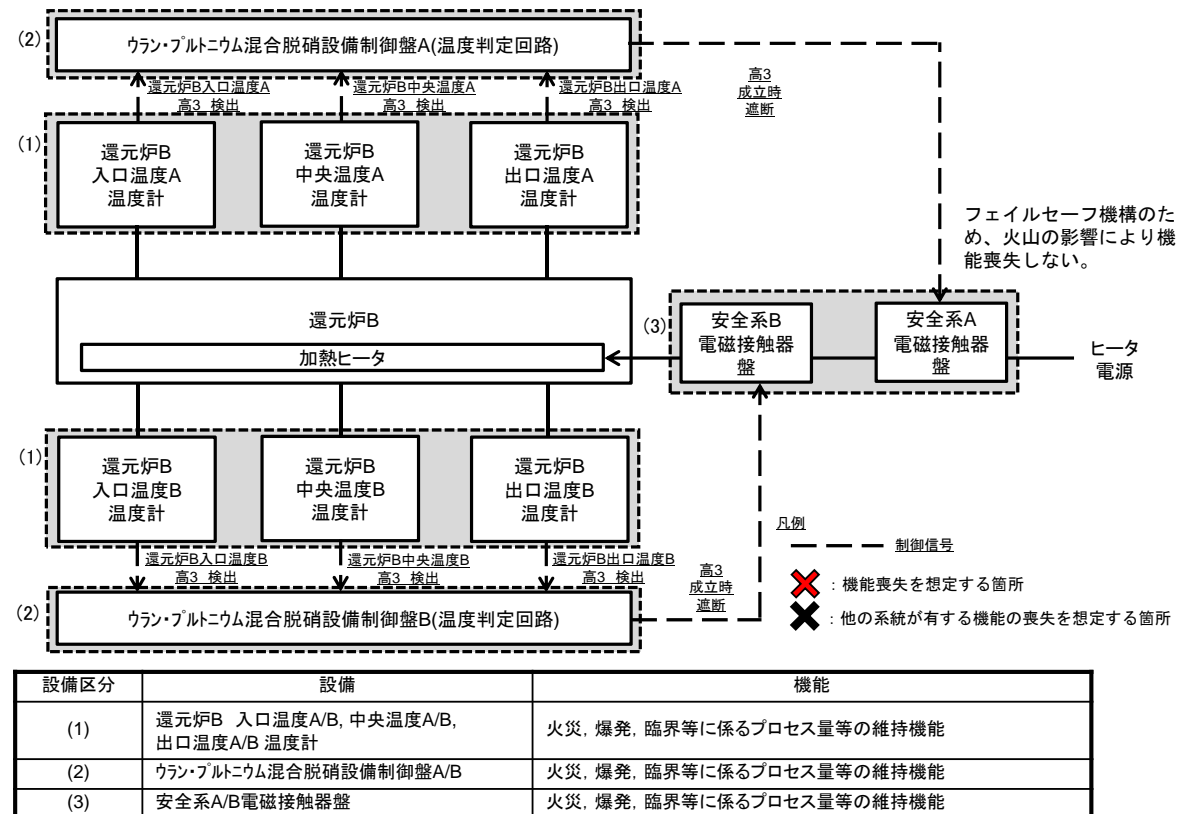 (2)
ウラン・プルトニウム混合脱硝設備制御盤A(温度判定回路)
還元炉B入口温度A
高3 検出
還元炉B中央温度A
高3 検出
還元炉B出口温度A
高3 検出
高3
成立時
遮断
(1)
還元炉B
入口温度A
温度計
還元炉B
中央温度A
温度計
還元炉B
出口温度A
温度計
フェイルセーフ機構のた
め、火山の影響により機
能喪失しない。
還元炉B
加熱ヒータ
(3)
安全系B
電磁接触器
盤
安全系A
電磁接触器
盤
ヒータ
電源
(1)
還元炉B
入口温度B
温度計
還元炉B
中央温度B
温度計
還元炉B
出口温度B
温度計
還元炉B入口温度B
高3 検出
還元炉B中央温度B
高3 検出
還元炉B出口温度B
高3 検出
高3
成立時
遮断
(2)
ウラン・プルトニウム混合脱硝設備制御盤B(温度判定回路)
凡例
制御信号
：機能喪失を想定する箇所
：他の系統が有する機能の喪失を想定する箇所
設備区分 設備 機能
(1) 還元炉B 入口温度A/B, 中央温度A/B,
出口温度A/B 温度計 火災, 爆発, 臨界等に係るプロセス量等の維持機能
(2) ウラン・プルトニウム混合脱硝設備制御盤A/B 火災, 爆発, 臨界等に係るプロセス量等の維持機能
(3) 安全系A/B電磁接触器盤 火災, 爆発, 臨界等に係るプロセス量等の維持機能